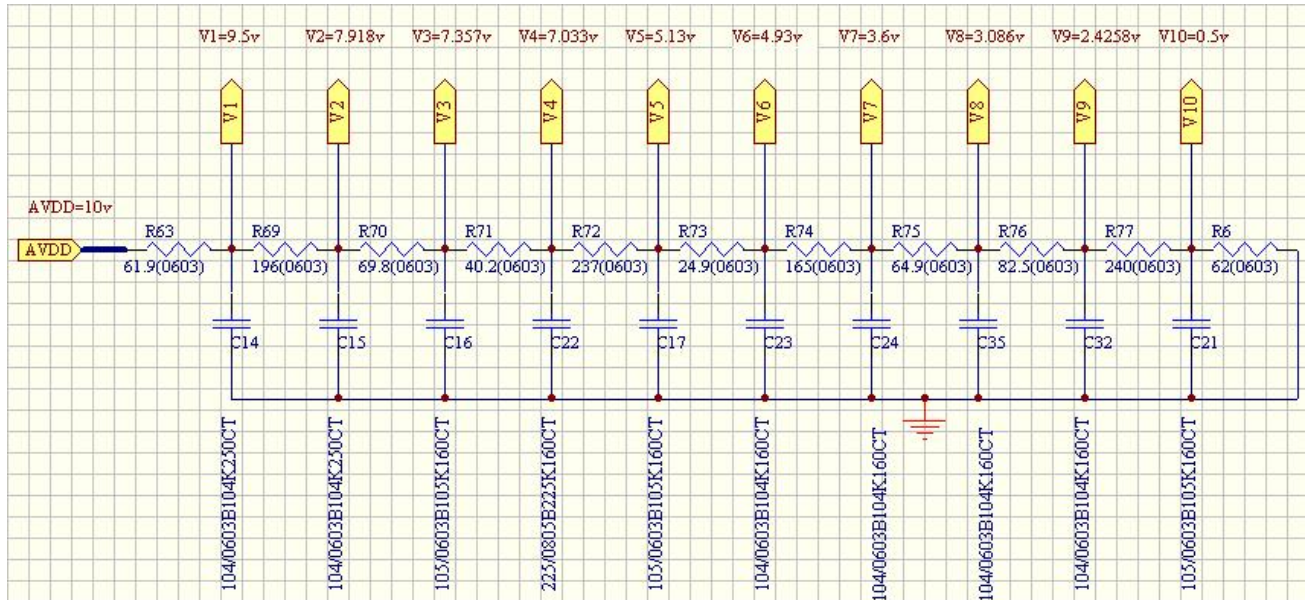 V1=9.5v
V2=7.918v
V3=7.357v
V4=7.033v
V5=5.13v
V6=4.93v
V7=3.6v
V8=3.086v
V9=2.4258v
V10=0.5v
V1
V2
V3
V4
V5
V6
V7
V8
V9
V10
AVDD=10v
AVDD
R63
R69
R70
R71
R72
R73
R74
R75
R76
R77
R6
61.9(0603)
196(0603)
69.8(0603)
40.2(0603)
237(0603)
24.9(0603)
165(0603)
64.9(0603)
82.5(0603)
240(0603)
62(0603)
C14
C15
C16
C22
C17
C23
C24
C35
C32
C21
104/0603B104K250CT
104/0603B104K250CT
105/0603B105K160CT
225/0805B225K160CT
105/0603B105K160CT
104/0603B104K160CT
104/0603B104K160CT
104/0603B104K160CT
104/0603B104K160CT
105/0603B105K160CT